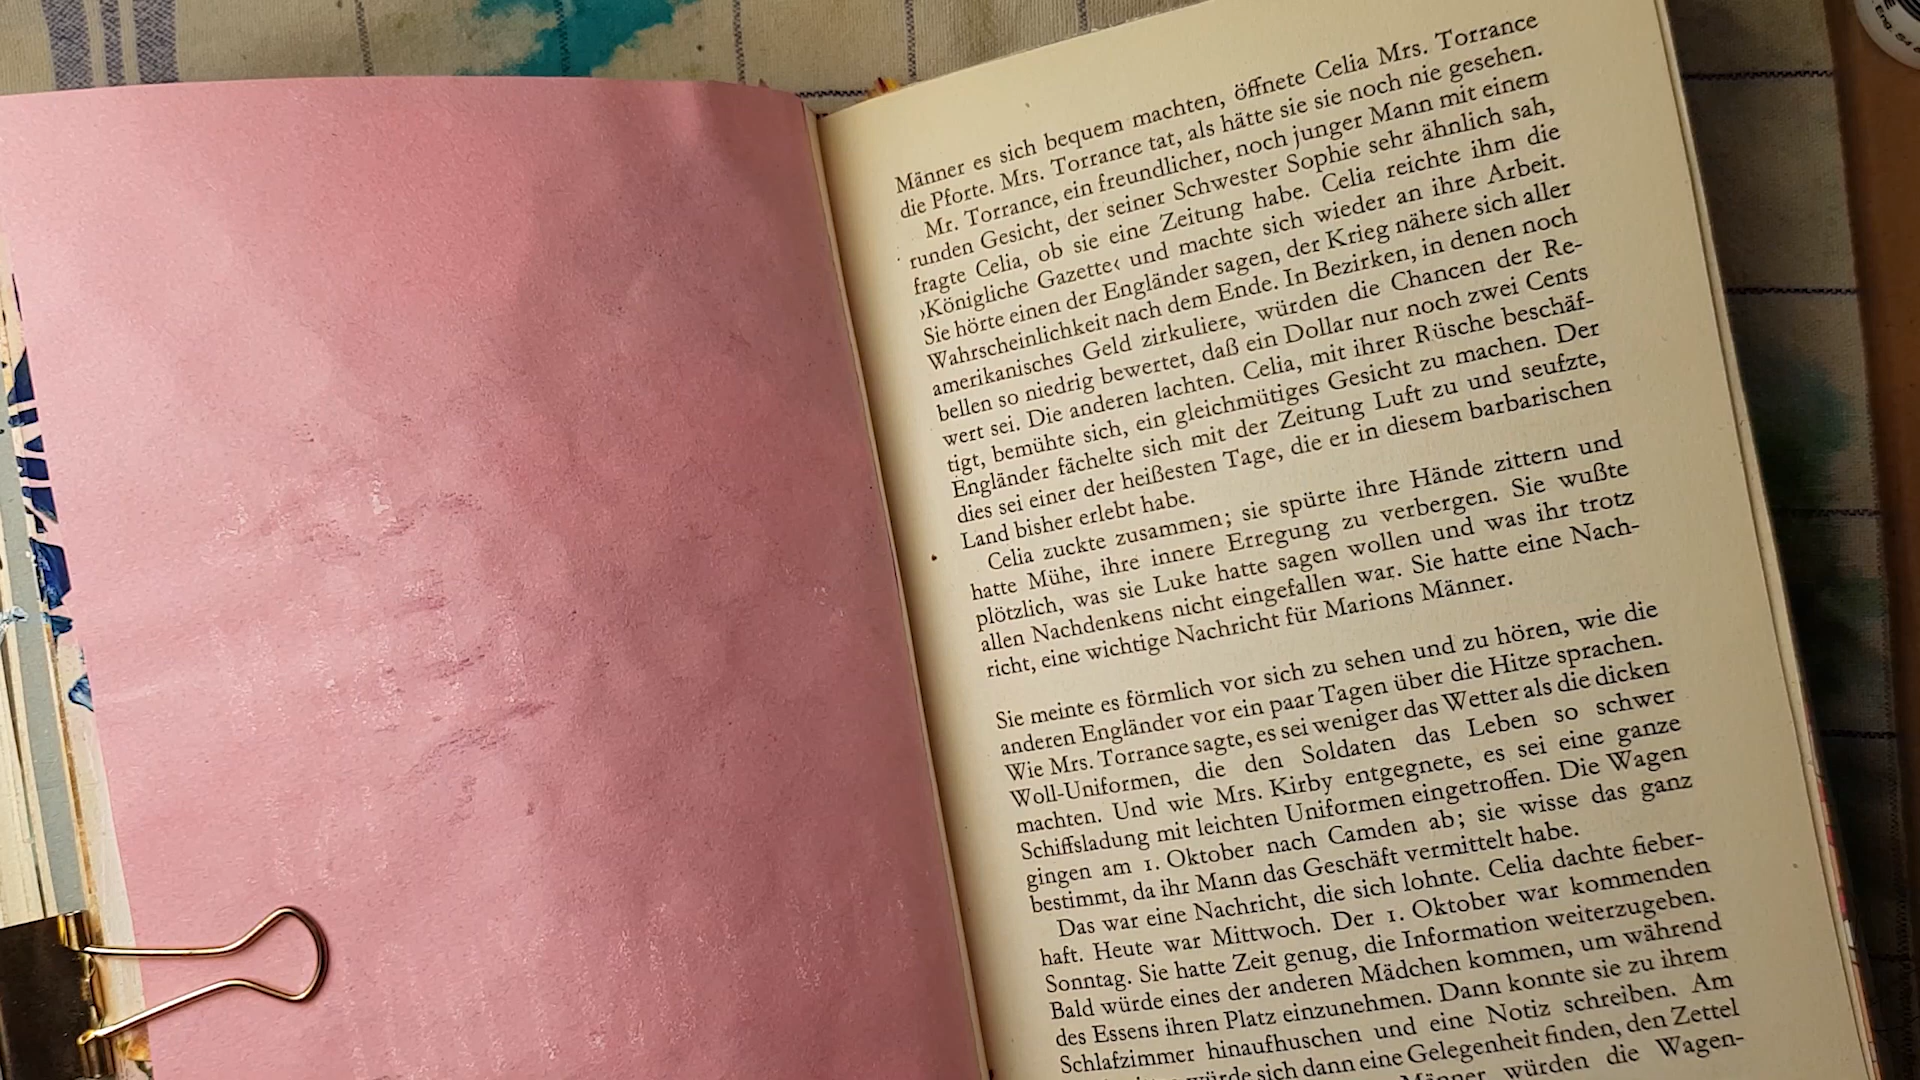 Männer es sich bequem machten, öffnete Celia Mrs. Torrance
die Pforte. Mrs. Torrance tat, als hätte sie sie noch nie gesehen.
Mr. Torrance, ein freundlicher, noch junger Mann mit einem
runden Gesicht, der seiner Schwester Sophie sehr ähnlich sah,
fragte Celia, ob sie eine Zeitung habe. Celia reichte ihm die
›Königliche Gazette‹ und machte sich wieder an ihre Arbeit.
Sie hörte einen der Engländer sagen, der Krieg nähere sich aller
Wahrscheinlichkeit nach dem Ende. In Bezirken, in denen noch
amerikanisches Geld zirkuliere, würden die Chancen der Re-
bellen so niedrig bewertet, daß ein Dollar nur noch zwei Cents
wert sei. Die anderen lachten. Celia, mit ihrer Rüsche beschäf-
tigt, bemühte sich, ein gleichmütiges Gesicht zu machen. Der
Engländer fächelte sich mit der Zeitung Luft zu und seufzte,
dies sei einer der heißesten Tage, die er in diesem barbarischen
Land bisher erlebt habe.
Celia zuckte zusammen; sie spürte ihre Hände zittern und
hatte Mühe, ihre innere Erregung zu verbergen. Sie wußte
plötzlich, was sie Luke hatte sagen wollen und was ihr trotz
allen Nachdenkens nicht eingefallen war. Sie hatte eine Nach-
richt, eine wichtige Nachricht für Marions Männer.
Sie meinte es förmlich vor sich zu sehen und zu hören, wie die
anderen Engländer vor ein paar Tagen über die Hitze sprachen.
Wie Mrs. Torrance sagte, es sei weniger das Wetter als die dicken
Woll-Uniformen, die den Soldaten das Leben so schwer
machten. Und wie Mrs. Kirby entgegnete, es sei eine ganze
Schiffsladung mit leichten Uniformen eingetroffen. Die Wagen
gingen am 1. Oktober nach Camden ab; sie wisse das ganz
bestimmt, da ihr Mann das Geschäft vermittelt habe.
Das war eine Nachricht, die sich lohnte. Celia dachte fieber-
haft. Heute war Mittwoch. Der 1. Oktober war kommenden
Sonntag. Sie hatte Zeit genug, die Information weiterzugeben.
Bald würde eines der anderen Mädchen kommen, um während
des Essens ihren Platz einzunehmen. Dann konnte sie zu ihrem
Schlafzimmer hinaufhuschen und eine Notiz schreiben. Am
würde sich dann eine Gelegenheit finden, den Zettel
Männer würden die Wagen-